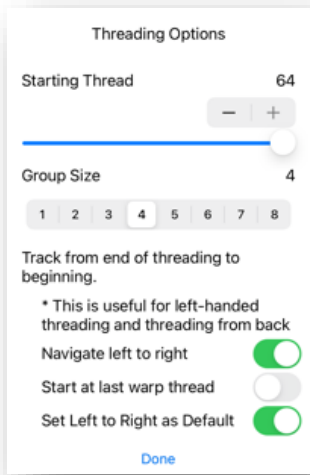 Threading Options
Starting Thread 64
− +
Group Size 4
1 2 3 4 5 6 7 8
Track from end of threading to
beginning.
* This is useful for left-handed
threading and threading from back
Navigate left to right
Start at last warp thread
Set Left to Right as Default
Done